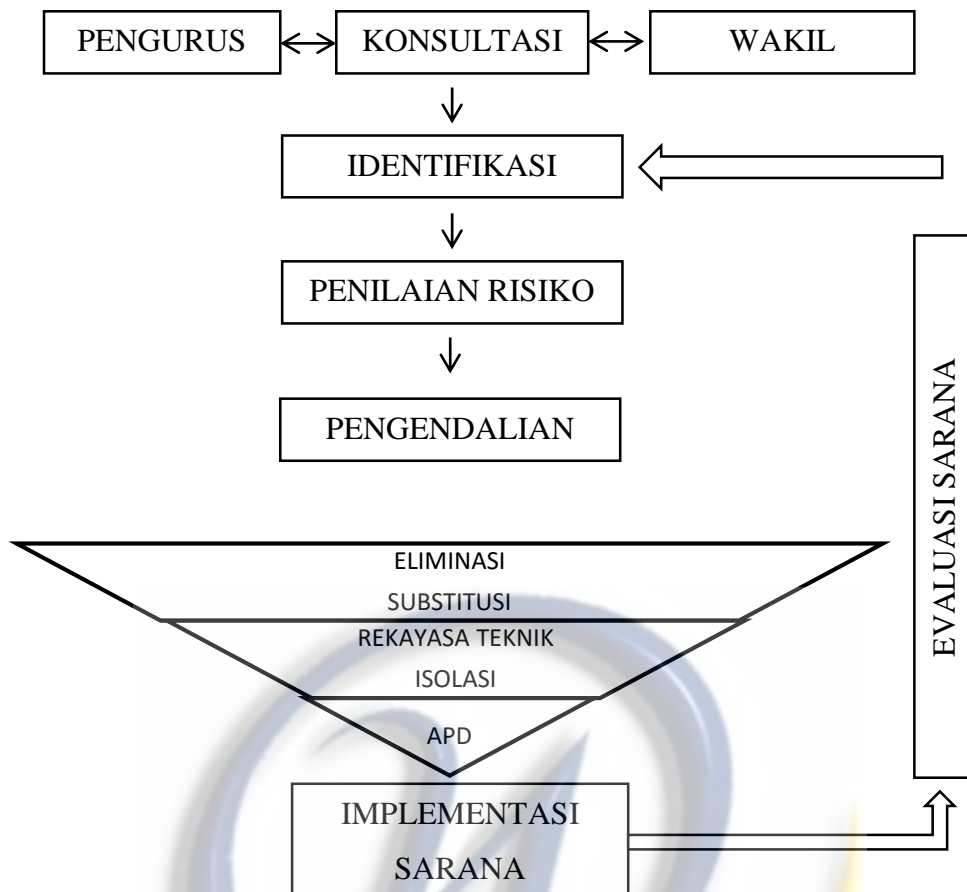 PENGURUS
KONSULTASI
WAKIL
IDENTIFIKASI
PENILAIAN RISIKO
PENGENDALIAN
ELIMINASI
SUBSTITUSI
REKAYASA TEKNIK
ISOLASI
APD
IMPLEMENTASI
SARANA
EVALUASI SARANA